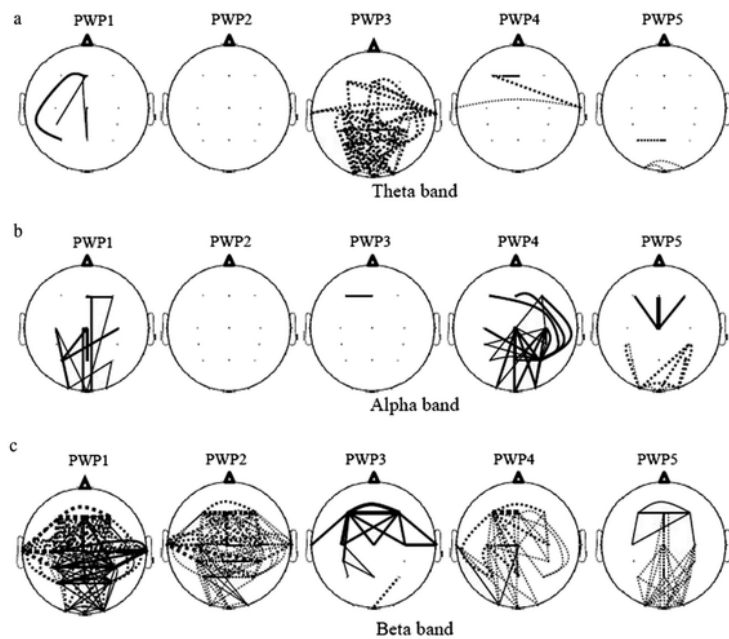 a
PWP1 PWP2 PWP3 PWP4 PWP5
Theta band
b
PWP1 PWP2 PWP3 PWP4 PWP5
Alpha band
c
PWP1 PWP2 PWP3 PWP4 PWP5
Beta band